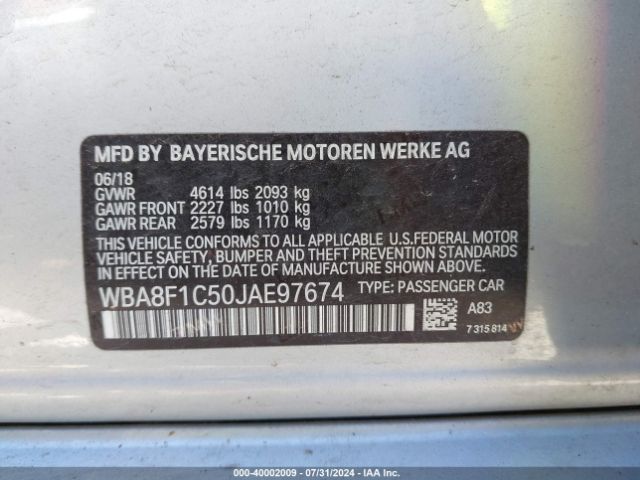 MFD BY BAYERISCHE MOTOREN WERKE AG
06/18
GVWR 4614 lbs 2093 kg
GAWR FRONT 2227 lbs 1010 kg
GAWR REAR 2579 lbs 1170 kg
THIS VEHICLE CONFORMS TO ALL APPLICABLE U.S.FEDERAL MOTOR
VEHICLE SAFETY, BUMPER, AND THEFT PREVENTION STANDARDS
IN EFFECT ON THE DATE OF MANUFACTURE SHOWN ABOVE.
WBA8F1C50JAE97674 TYPE: PASSENGER CAR
A83
7 315 814
000-40002009 - 07/31/2024 - IAA Inc.